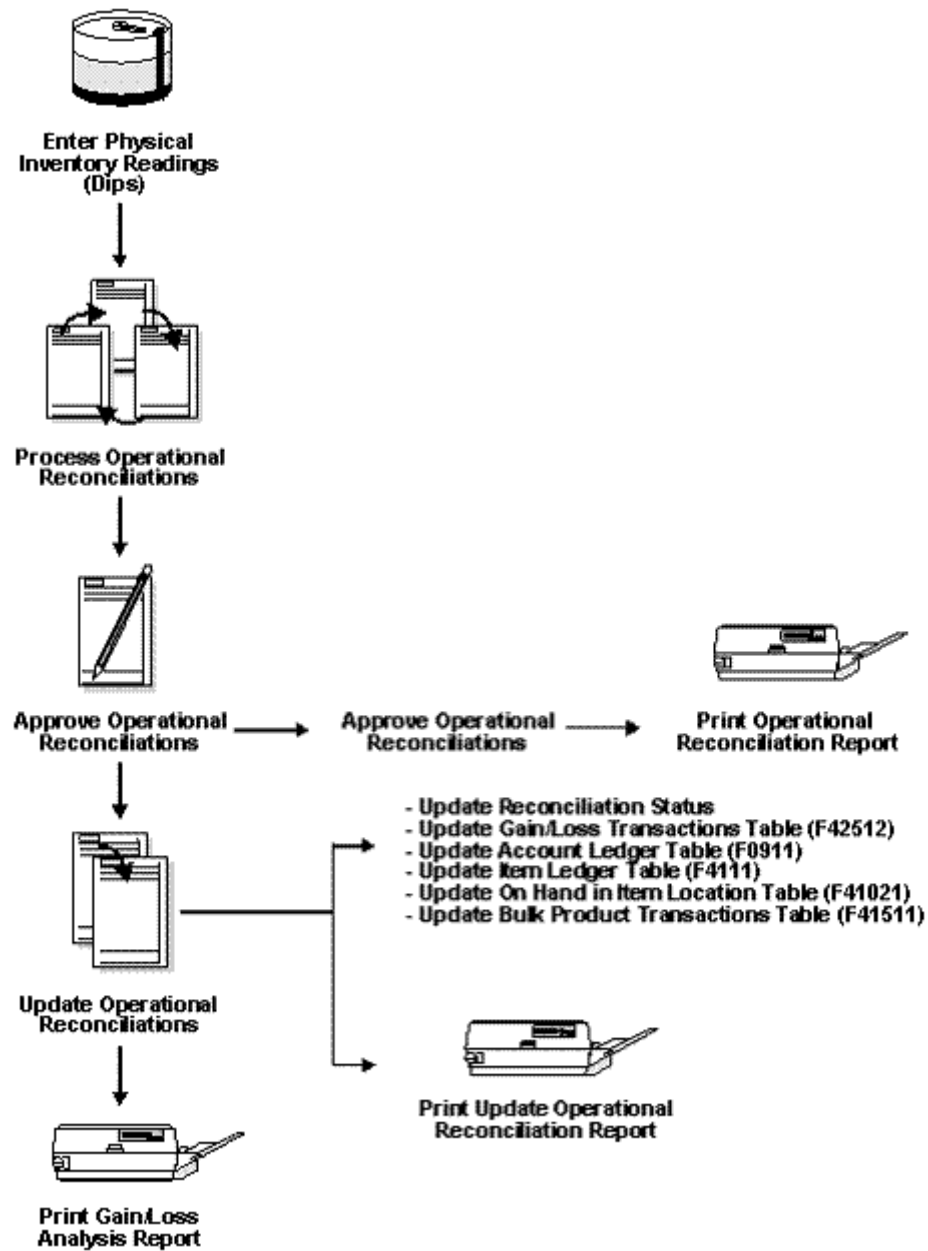 Enter Physical
Inventory Readings
(Dips)
Process Operational
Reconciliations
Approve Operational
Reconciliations
Approve Operational
Reconciliations
Print Operational
Reconciliation Report
- Update Reconciliation Status
- Update Gain/Loss Transactions Table (F42512)
- Update Account Ledger Table (F0911)
- Update Item Ledger Table (F4111)
- Update On Hand in Item Location Table (F41021)
- Update Bulk Product Transactions Table (F41511)
Update Operational
Reconciliations
Print Update Operational
Reconciliation Report
Print Gain/Loss
Analysis Report